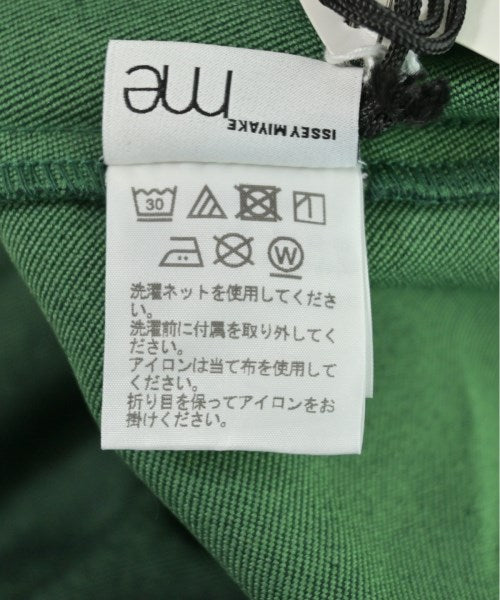 me
ISSEY MIYAKE
30
W
洗濯ネットを使用してくださ
い。
洗濯前に付属を取り外してく
ださい。
アイロンは当て布を使用して
ください。
折り目を保ってアイロンをお
掛けください。